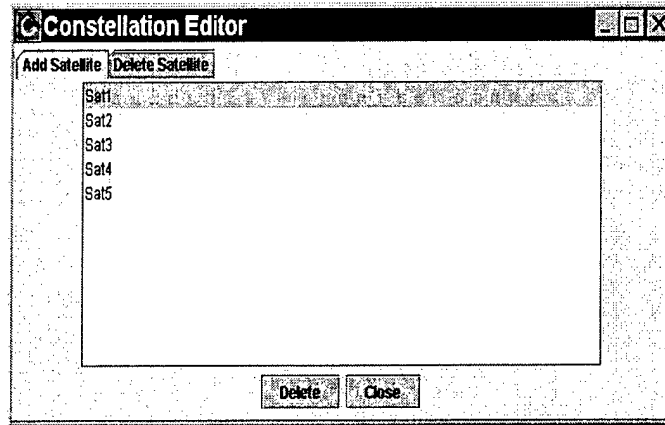 Constellation Editor
Add Satellite Delete Satellite
Sat1
Sat2
Sat3
Sat4
Sat5
Delete Close